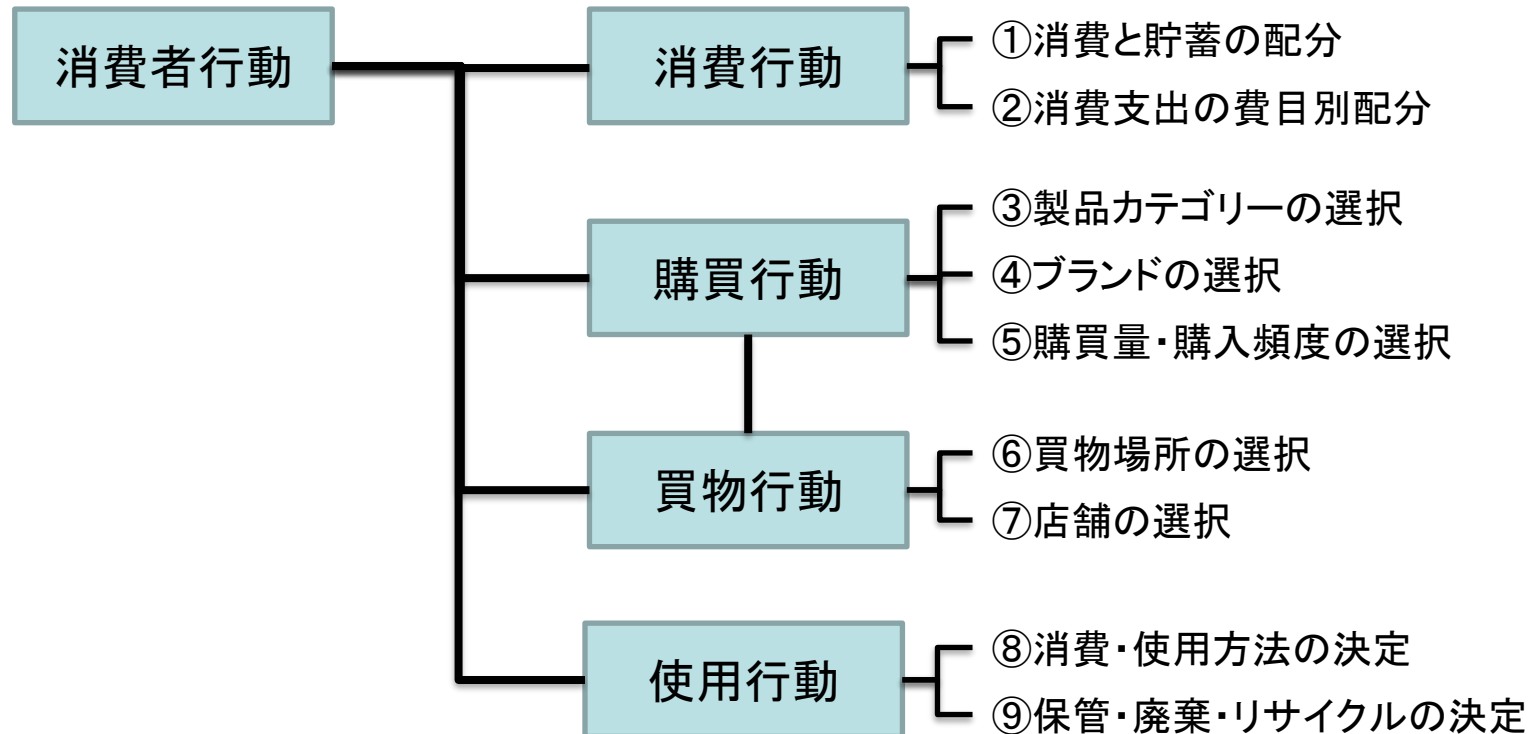 消費者行動
消費行動
①消費と貯蓄の配分
②消費支出の費目別配分
購買行動
③製品カテゴリーの選択
④ブランドの選択
⑤購買量・購入頻度の選択
買物行動
⑥買物場所の選択
⑦店舗の選択
使用行動
⑧消費・使用方法の決定
⑨保管・廃棄・リサイクルの決定